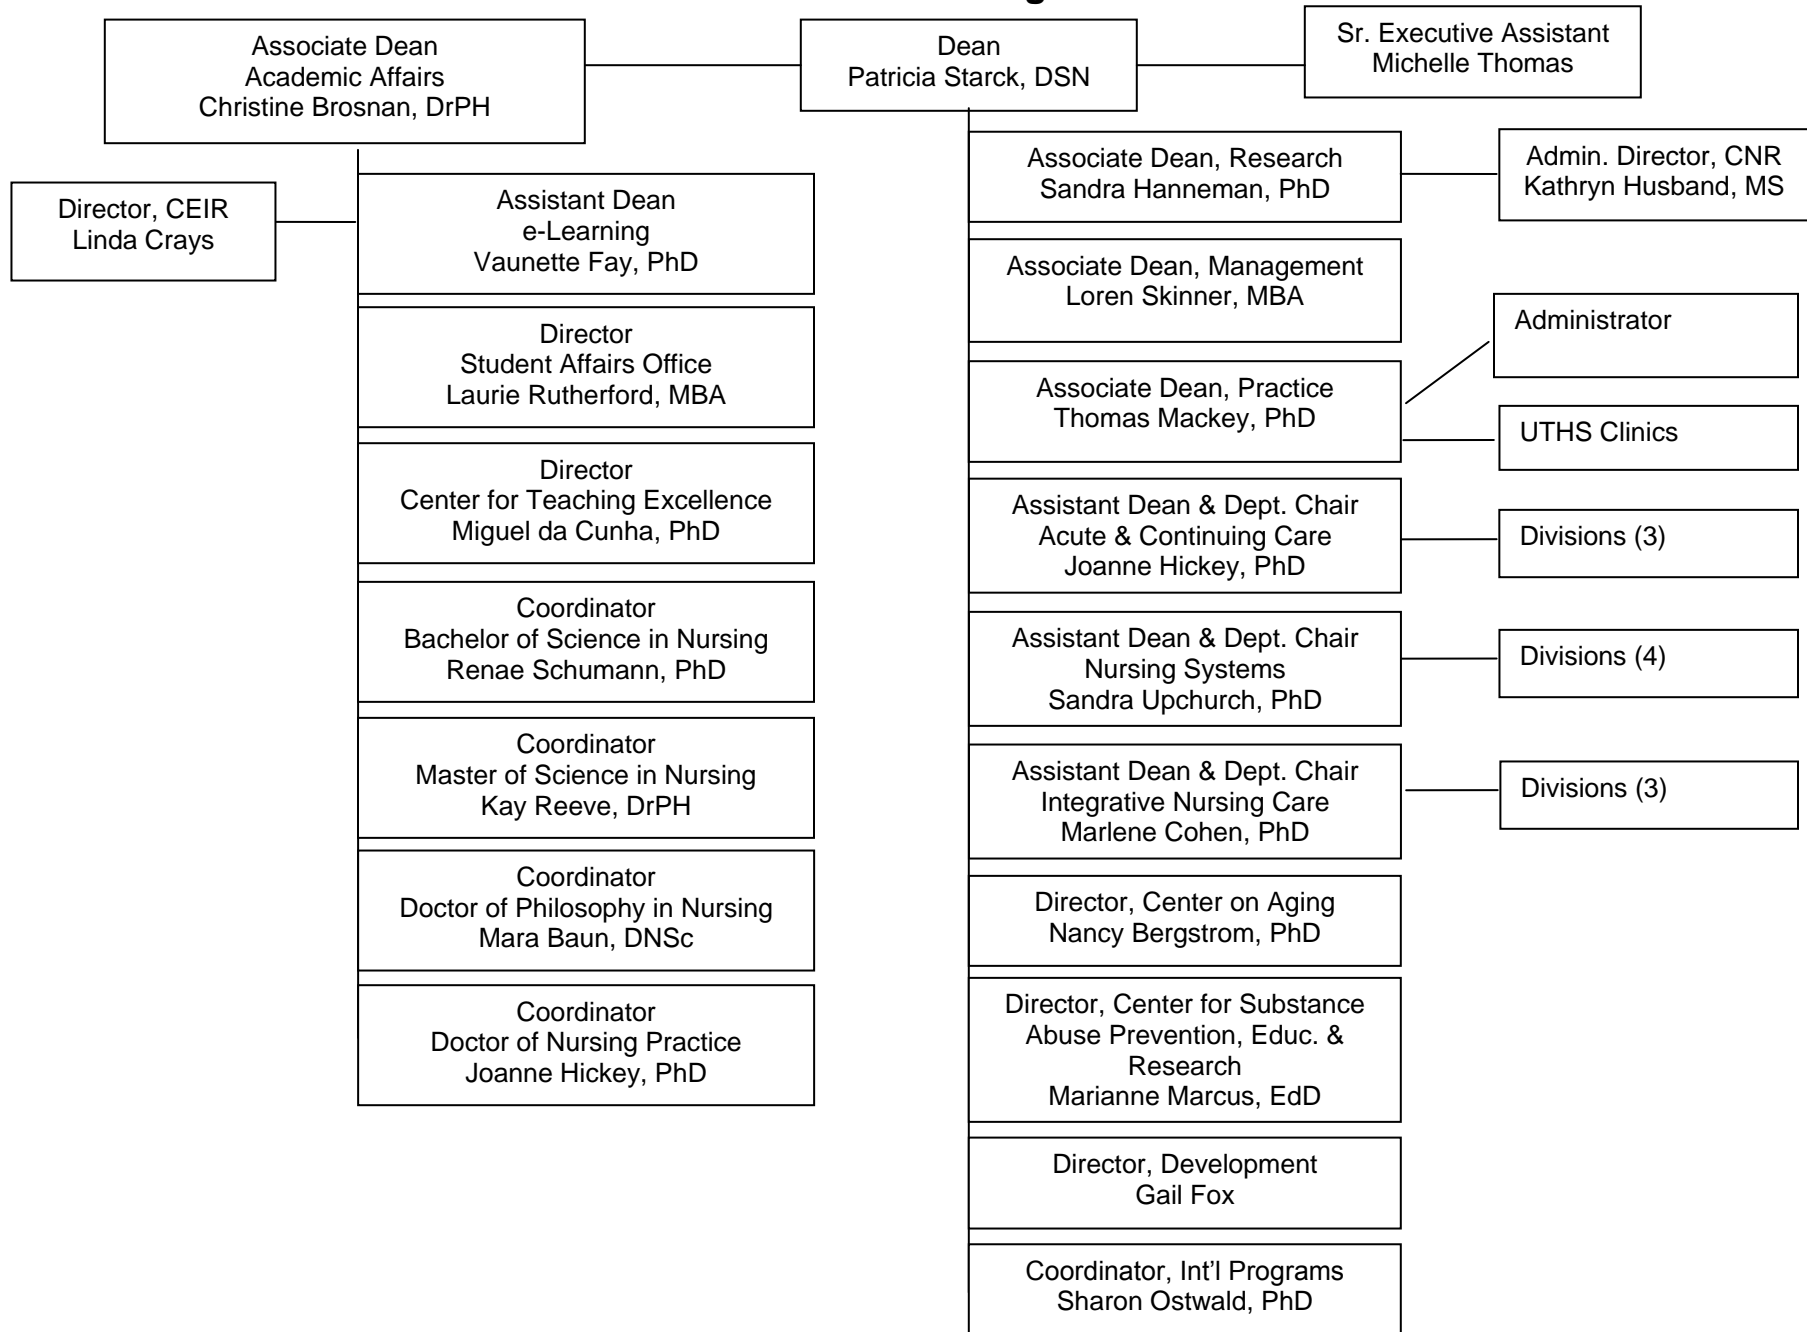 Associate Dean
Academic Affairs
Christine Brosnan, DrPH
Dean
Patricia Starck, DSN
Sr. Executive Assistant
Michelle Thomas
Director, CEIR
Linda Crays
Assistant Dean
e-Learning
Vaunette Fay, PhD
Director
Student Affairs Office
Laurie Rutherford, MBA
Director
Center for Teaching Excellence
Miguel da Cunha, PhD
Coordinator
Bachelor of Science in Nursing
Renae Schumann, PhD
Coordinator
Master of Science in Nursing
Kay Reeve, DrPH
Coordinator
Doctor of Philosophy in Nursing
Mara Baun, DNSc
Coordinator
Doctor of Nursing Practice
Joanne Hickey, PhD
Associate Dean, Research
Sandra Hanneman, PhD
Admin. Director, CNR
Kathryn Husband, MS
Associate Dean, Management
Loren Skinner, MBA
Associate Dean, Practice
Thomas Mackey, PhD
Administrator
UTHS Clinics
Assistant Dean & Dept. Chair
Acute & Continuing Care
Joanne Hickey, PhD
Divisions (3)
Assistant Dean & Dept. Chair
Nursing Systems
Sandra Upchurch, PhD
Divisions (4)
Assistant Dean & Dept. Chair
Integrative Nursing Care
Marlene Cohen, PhD
Divisions (3)
Director, Center on Aging
Nancy Bergstrom, PhD
Director, Center for Substance
Abuse Prevention, Educ. &
Research
Marianne Marcus, EdD
Director, Development
Gail Fox
Coordinator, Int'l Programs
Sharon Ostwald, PhD